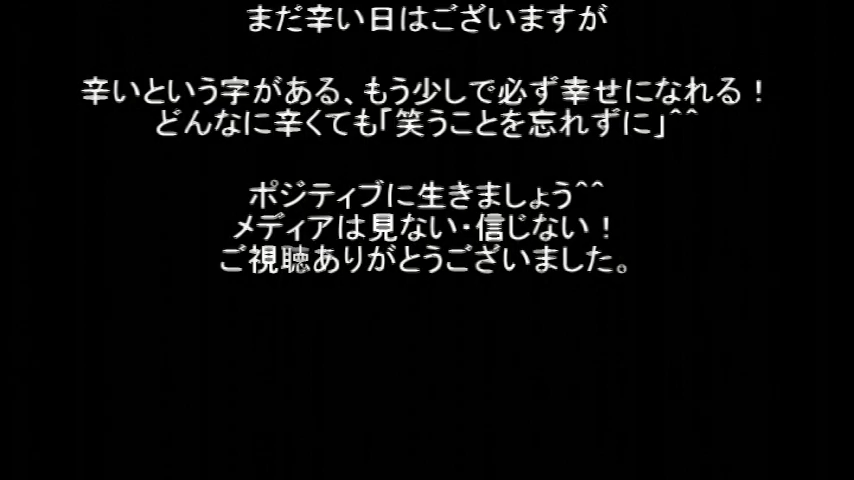 まだ辛い日はございますが
辛いという字がある、もう少しで必ず幸せになれる！
どんなに辛くても「笑うことを忘れずに」^^
ポジティブに生きましょう^^
メディアは見ない・信じない！
ご視聴ありがとうございました。